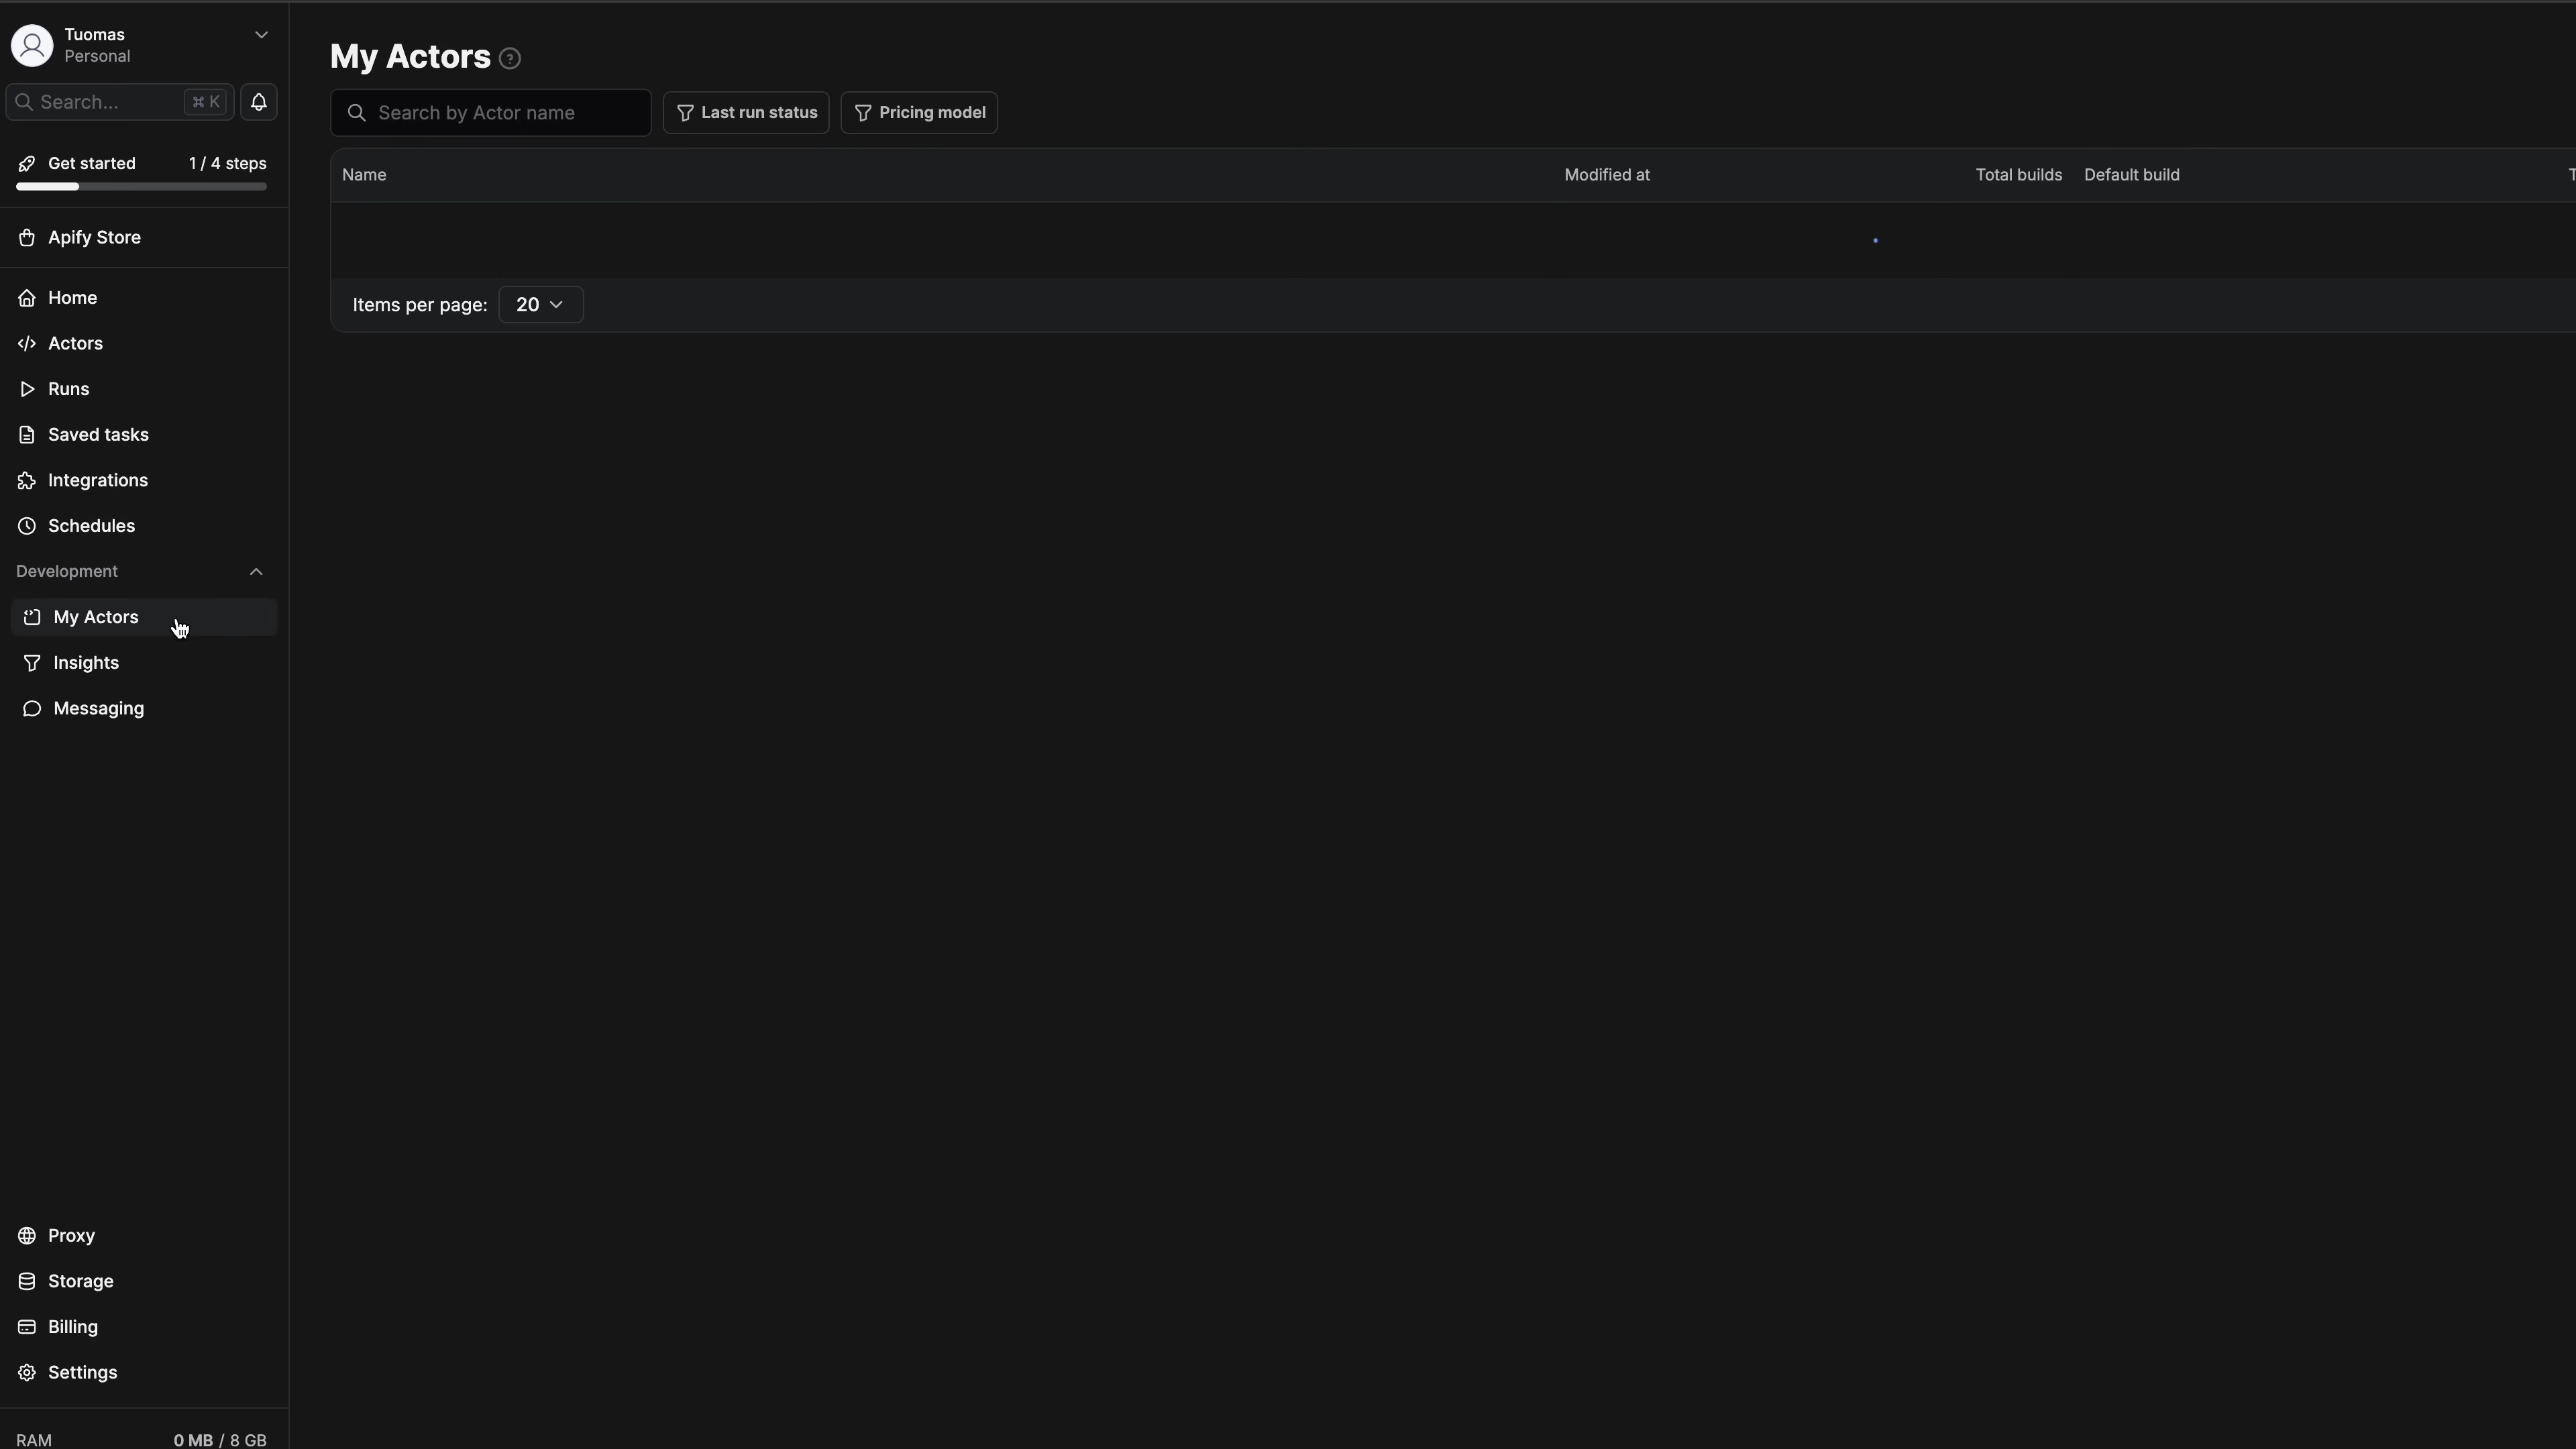 Tuomas
Personal
Search...
⌘ K
Get started
1 / 4 steps
Apify Store
Home
Actors
Runs
Saved tasks
Integrations
Schedules
Development
My Actors
Insights
Messaging
Proxy
Storage
Billing
Settings
RAM
0 MB / 8 GB
My Actors
Search by Actor name
Last run status
Pricing model
Name
Modified at
Total builds
Default build
Items per page:
20